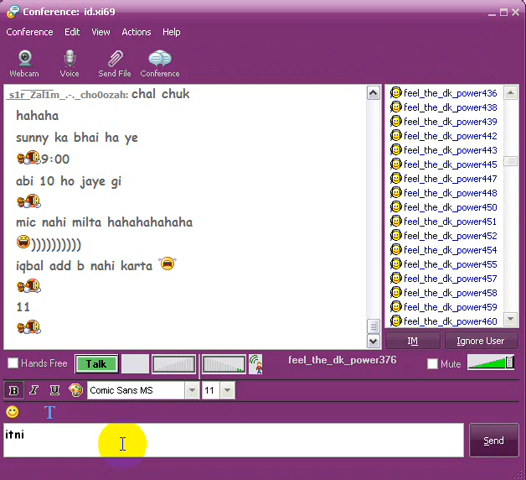 Conference: id.xi69
Conference Edit View Actions Help
Webcam Voice Send File Conference
s1r_Zal1m_.-._cho0ozah: chal chuk
hahaha
sunny ka bhai ha ye
9:00
abi 10 ho jaye gi
mic nahi milta hahahahahaha
))))))))))
iqbal add b nahi karta
11
feel_the_dk_power436
feel_the_dk_power438
feel_the_dk_power439
feel_the_dk_power442
feel_the_dk_power443
feel_the_dk_power445
feel_the_dk_power447
feel_the_dk_power448
feel_the_dk_power450
feel_the_dk_power451
feel_the_dk_power452
feel_the_dk_power454
feel_the_dk_power455
feel_the_dk_power457
feel_the_dk_power458
feel_the_dk_power459
feel_the_dk_power460
IM Ignore User
Hands Free Talk feel_the_dk_power376 Mute
B I U Comic Sans MS 11
T
itni
Send